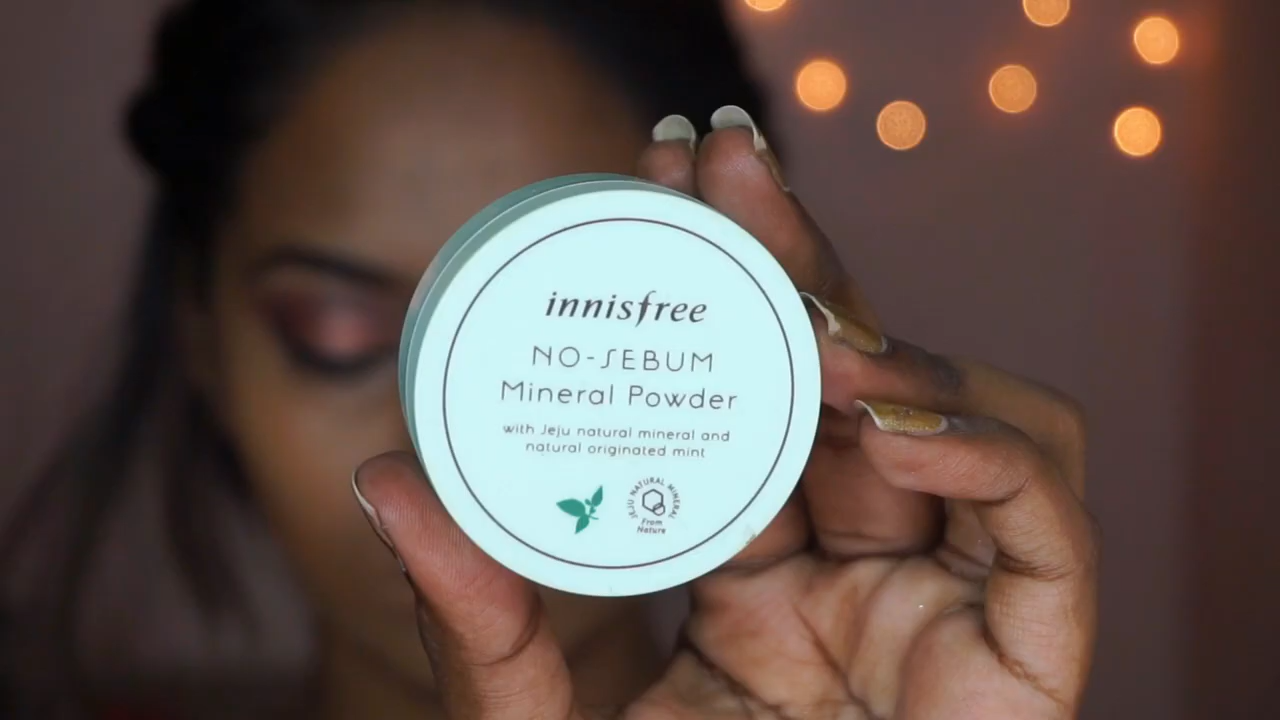 innisfree
NO-SEBUM
Mineral Powder
with Jeju natural mineral and
natural originated mint
JEJU NATURAL MINERAL
From
Nature